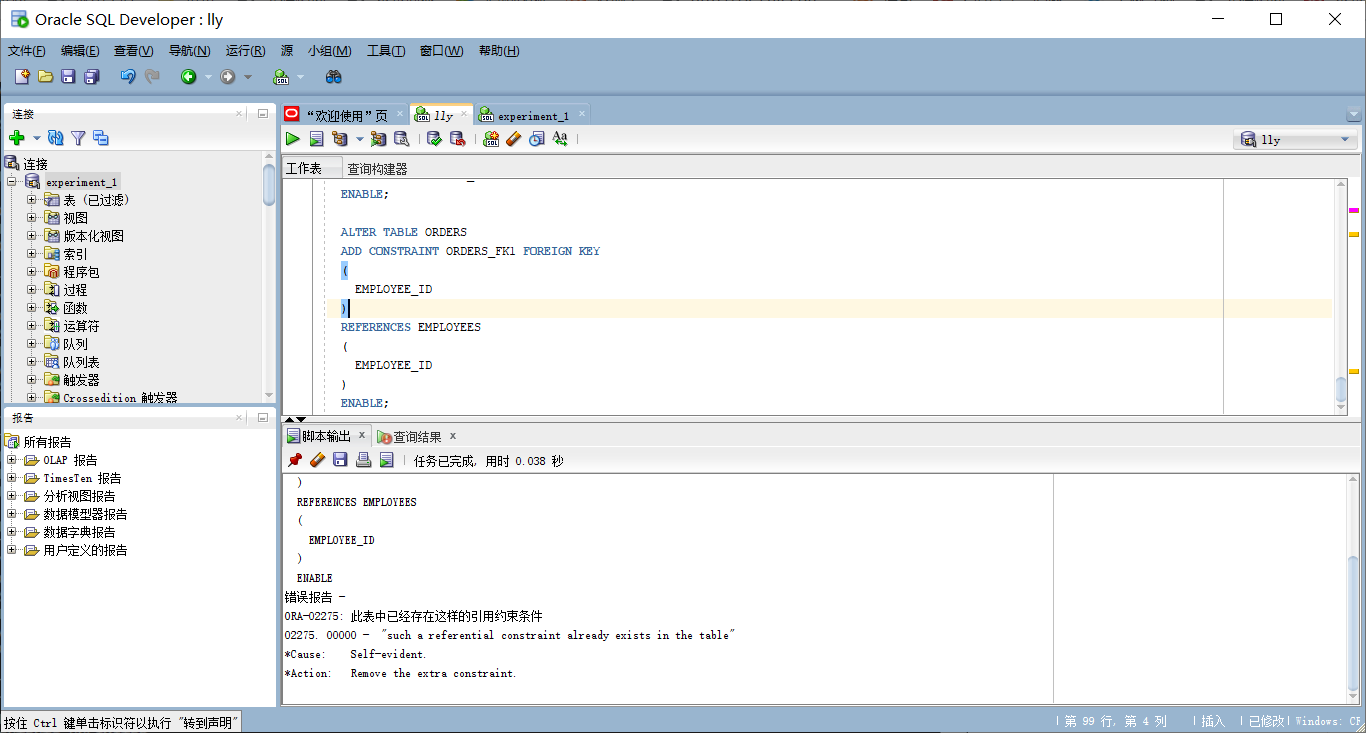 Oracle SQL Developer : lly
文件(F) 编辑(E) 查看(V) 导航(N) 运行(R) 源 小组(M) 工具(T) 窗口(W) 帮助(H)
连接
连接
experiment_1
表 (已过滤)
视图
版本化视图
索引
程序包
过程
函数
运算符
队列
队列表
触发器
Crossedition 触发器
报告
所有报告
OLAP 报告
TimesTen 报告
分析视图报告
数据模型器报告
数据字典报告
用户定义的报告
“欢迎使用”页 lly experiment_1
lly
工作表 查询构建器
ENABLE;
ALTER TABLE ORDERS
ADD CONSTRAINT ORDERS_FK1 FOREIGN KEY
(
EMPLOYEE_ID
)
REFERENCES EMPLOYEES
(
EMPLOYEE_ID
)
ENABLE;
脚本输出 x 查询结果 x
任务已完成, 用时 0.038 秒
)
REFERENCES EMPLOYEES
(
EMPLOYEE_ID
)
ENABLE
错误报告 -
ORA-02275: 此表中已经存在这样的引用约束条件
02275. 00000 - "such a referential constraint already exists in the table"
*Cause: Self-evident.
*Action: Remove the extra constraint.
按住 Ctrl 键单击标识符以执行 "转到声明"
第 99 行, 第 4 列 | 插入 | 已修改 | Windows: